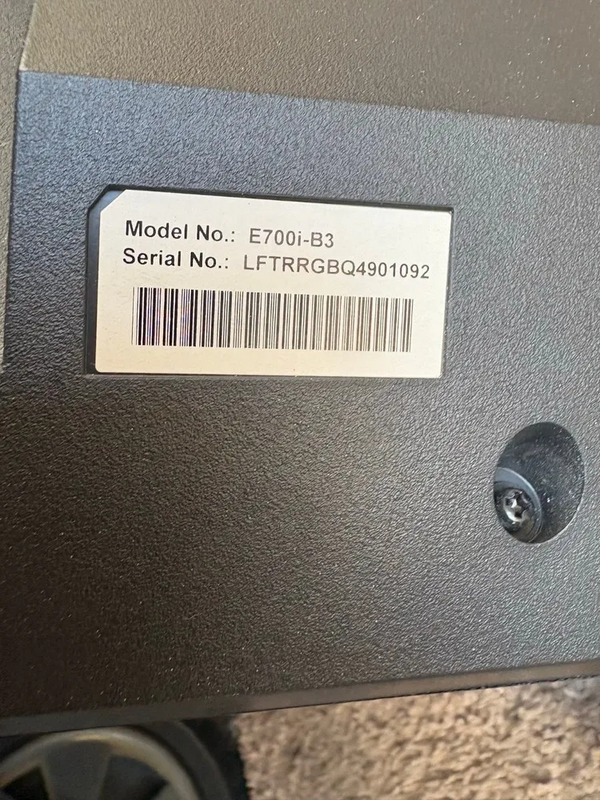 Model No.: E700i-B3
Serial No.: LFTRRGBQ4901092